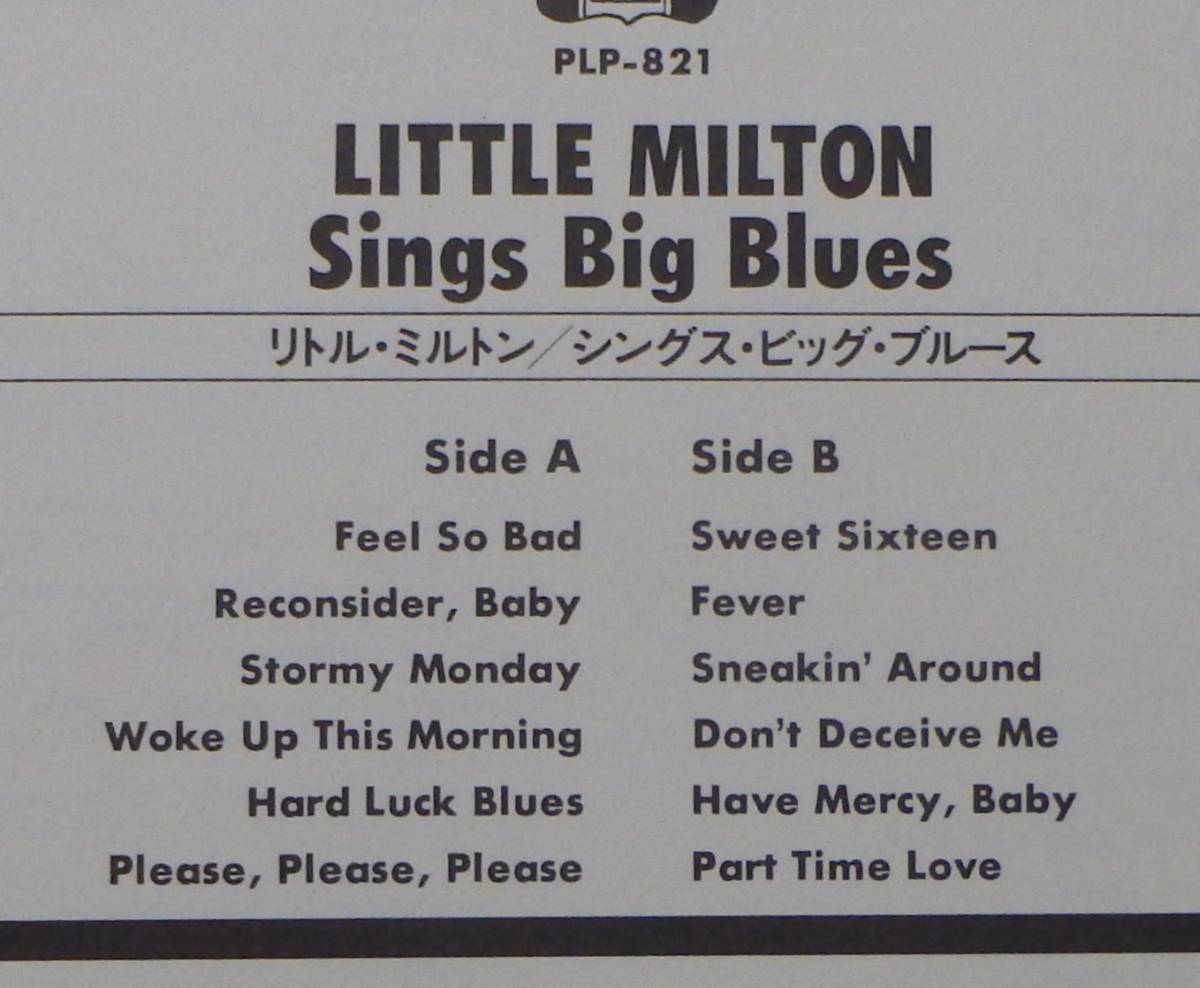 PLP-821
LITTLE MILTON
Sings Big Blues
リトル・ミルトン／シングス・ビッグ・ブルース
Side A
Feel So Bad
Reconsider, Baby
Stormy Monday
Woke Up This Morning
Hard Luck Blues
Please, Please, Please
Side B
Sweet Sixteen
Fever
Sneakin' Around
Don't Deceive Me
Have Mercy, Baby
Part Time Love